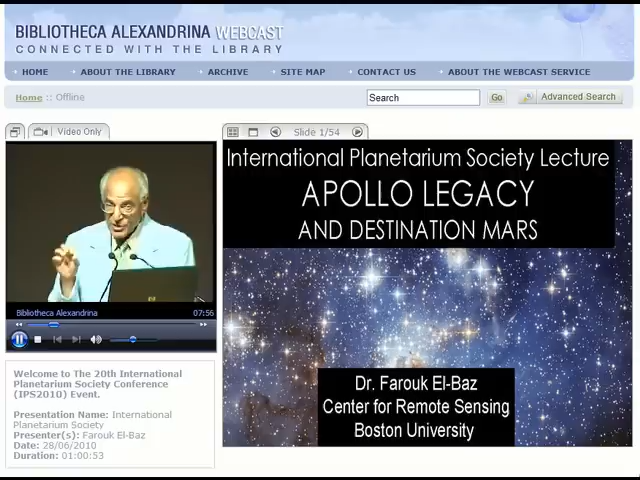 BIBLIOTHECA ALEXANDRINA WEBCAST
CONNECTED WITH THE LIBRARY
HOME ABOUT THE LIBRARY ARCHIVE SITE MAP CONTACT US ABOUT THE WEBCAST SERVICE
Home :: Offline
Search Go Advanced Search
Video Only
Slide 1/54
International Planetarium Society Lecture
APOLLO LEGACY
AND DESTINATION MARS
Dr. Farouk El-Baz
Center for Remote Sensing
Boston University
Bibliotheca Alexandrina 07:56
Welcome to The 20th International
Planetarium Society Conference
(IPS2010) Event.
Presentation Name: International
Planetarium Society
Presenter(s): Farouk El-Baz
Date: 28/06/2010
Duration: 01:00:53